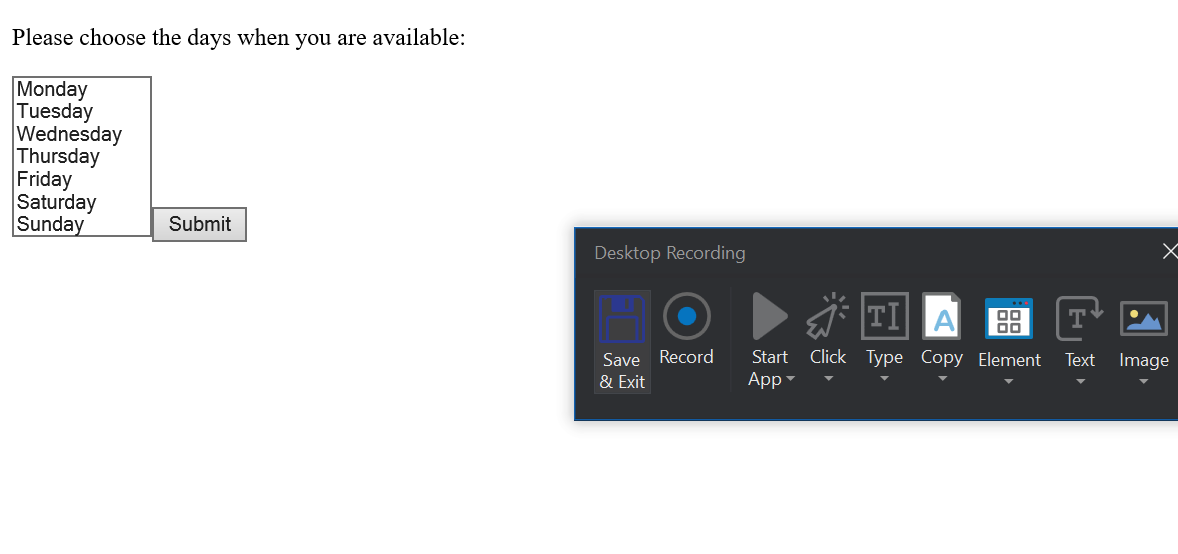 Please choose the days when you are available:
Monday
Tuesday
Wednesday
Thursday
Friday
Saturday
Sunday
Submit
Desktop Recording
Save & Exit
Record
Start App
Click
Type
Copy
Element
Text
Image